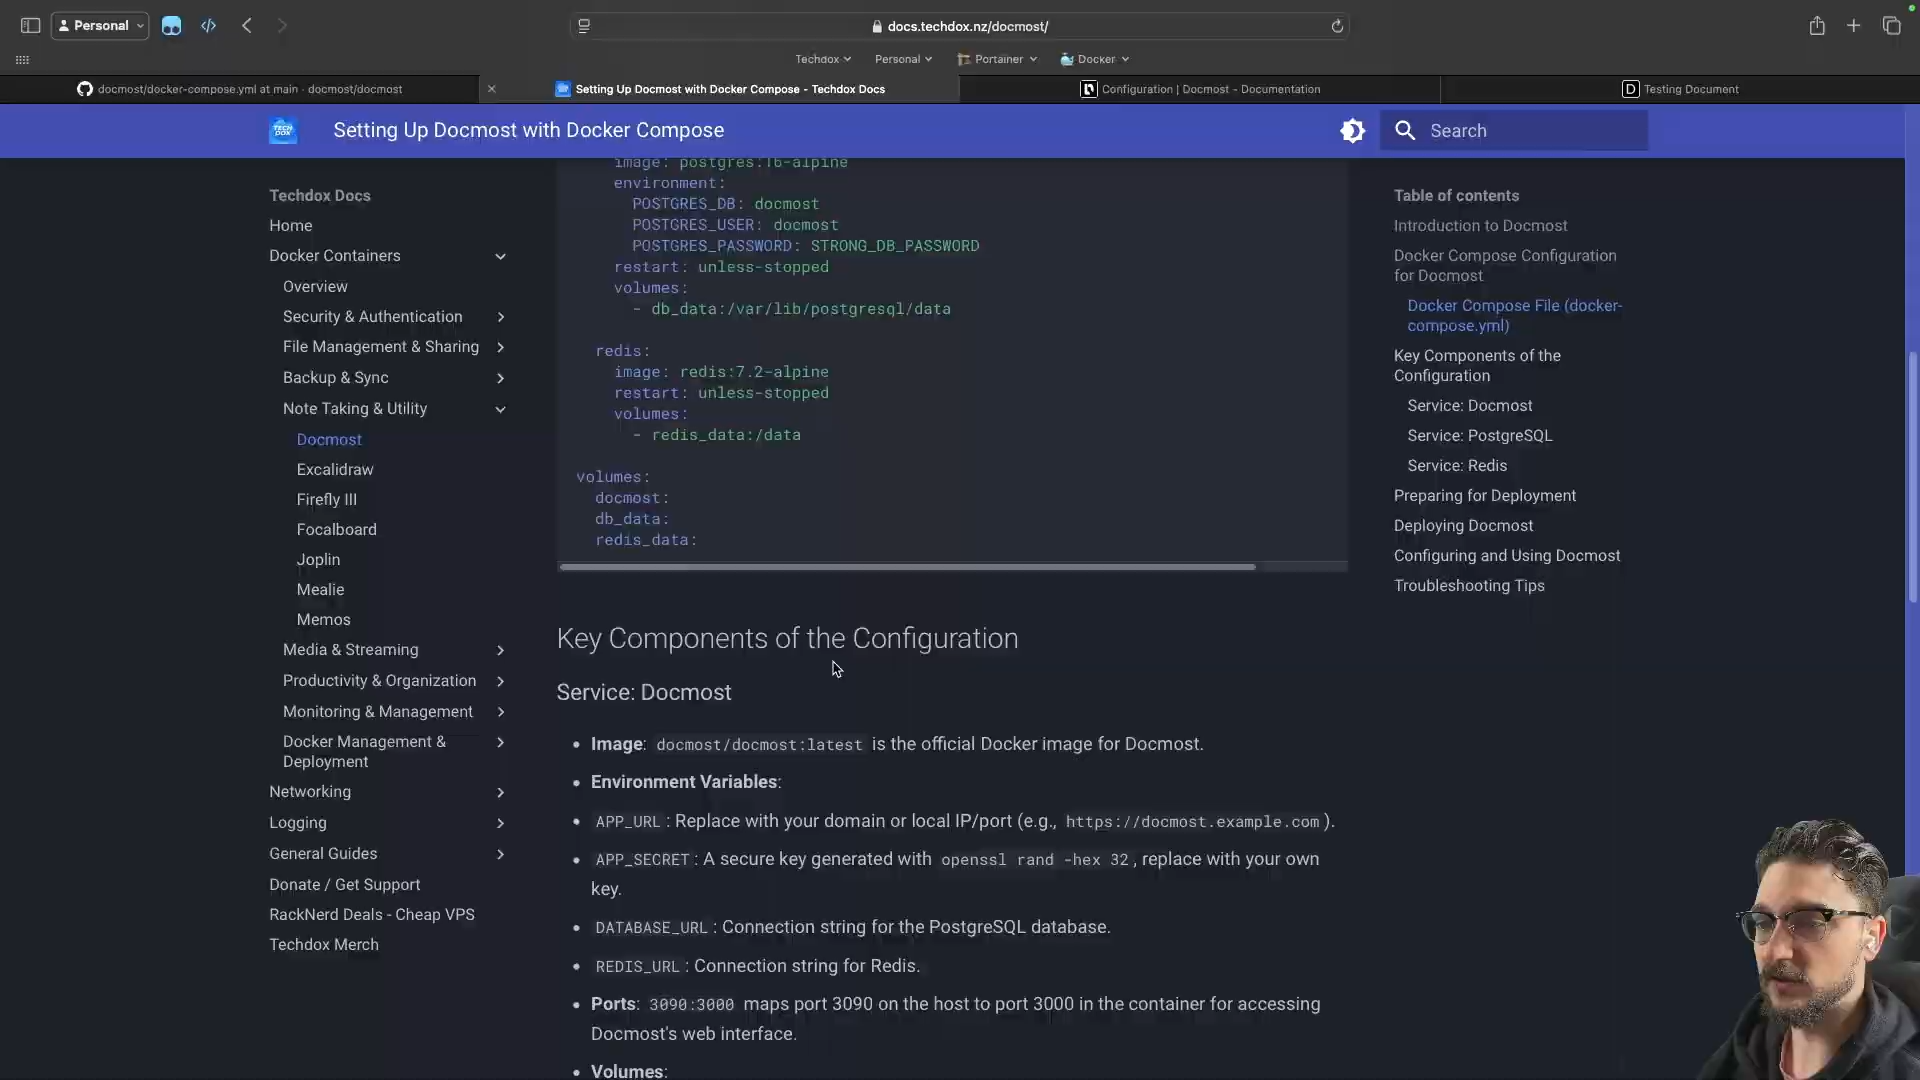 Personal
docs.techdox.nz/docmost/
Techdox
Personal
Portainer
Docker
docmost/docker-compose.yml at main · docmost/docmost
Setting Up Docmost with Docker Compose - Techdox Docs
Configuration | Docmost - Documentation
D Testing Document
TECH
DOX
Setting Up Docmost with Docker Compose
Search
Techdox Docs
Home
Docker Containers
Overview
Security & Authentication
File Management & Sharing
Backup & Sync
Note Taking & Utility
Docmost
Excalidraw
Firefly III
Focalboard
Joplin
Mealie
Memos
Media & Streaming
Productivity & Organization
Monitoring & Management
Docker Management &
Deployment
Networking
Logging
General Guides
Donate / Get Support
RackNerd Deals - Cheap VPS
Techdox Merch
image: postgres:16-alpine
environment:
POSTGRES_DB: docmost
POSTGRES_USER: docmost
POSTGRES_PASSWORD: STRONG_DB_PASSWORD
restart: unless-stopped
volumes:
- db_data:/var/lib/postgresql/data
redis:
image: redis:7.2-alpine
restart: unless-stopped
volumes:
- redis_data:/data
volumes:
docmost:
db_data:
redis_data:
Key Components of the Configuration
Service: Docmost
• Image: docmost/docmost:latest is the official Docker image for Docmost.
• Environment Variables:
• APP_URL: Replace with your domain or local IP/port (e.g., https://docmost.example.com).
• APP_SECRET: A secure key generated with openssl rand -hex 32, replace with your own
key.
• DATABASE_URL: Connection string for the PostgreSQL database.
• REDIS_URL: Connection string for Redis.
• Ports: 3090:3000 maps port 3090 on the host to port 3000 in the container for accessing
Docmost's web interface.
• Volumes:
Table of contents
Introduction to Docmost
Docker Compose Configuration
for Docmost
Docker Compose File (docker-
compose.yml)
Key Components of the
Configuration
Service: Docmost
Service: PostgreSQL
Service: Redis
Preparing for Deployment
Deploying Docmost
Configuring and Using Docmost
Troubleshooting Tips